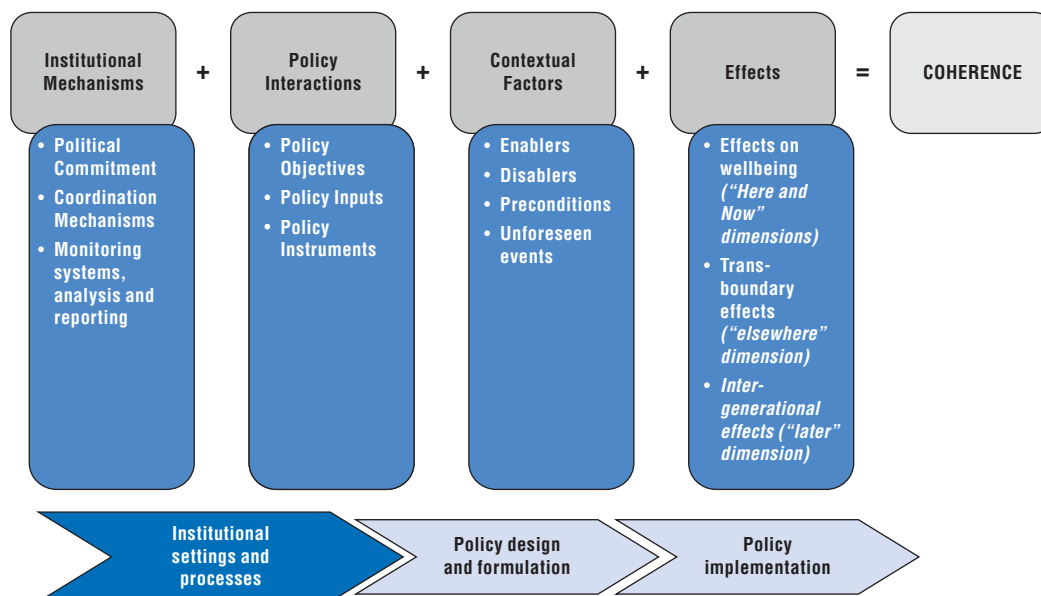 Institutional
Mechanisms
+
Policy
Interactions
+
Contextual
Factors
+
Effects
=
COHERENCE
• Political
Commitment
• Coordination
Mechanisms
• Monitoring
systems,
analysis and
reporting
• Policy
Objectives
• Policy Inputs
• Policy
Instruments
• Enablers
• Disablers
• Preconditions
• Unforeseen
events
• Effects on
wellbeing
(“Here and
Now”
dimensions)
• Trans-
boundary
effects
(“elsewhere”
dimension)
• Inter-
generational
effects (“later”
dimension)
Institutional
settings and
processes
Policy design
and formulation
Policy
implementation